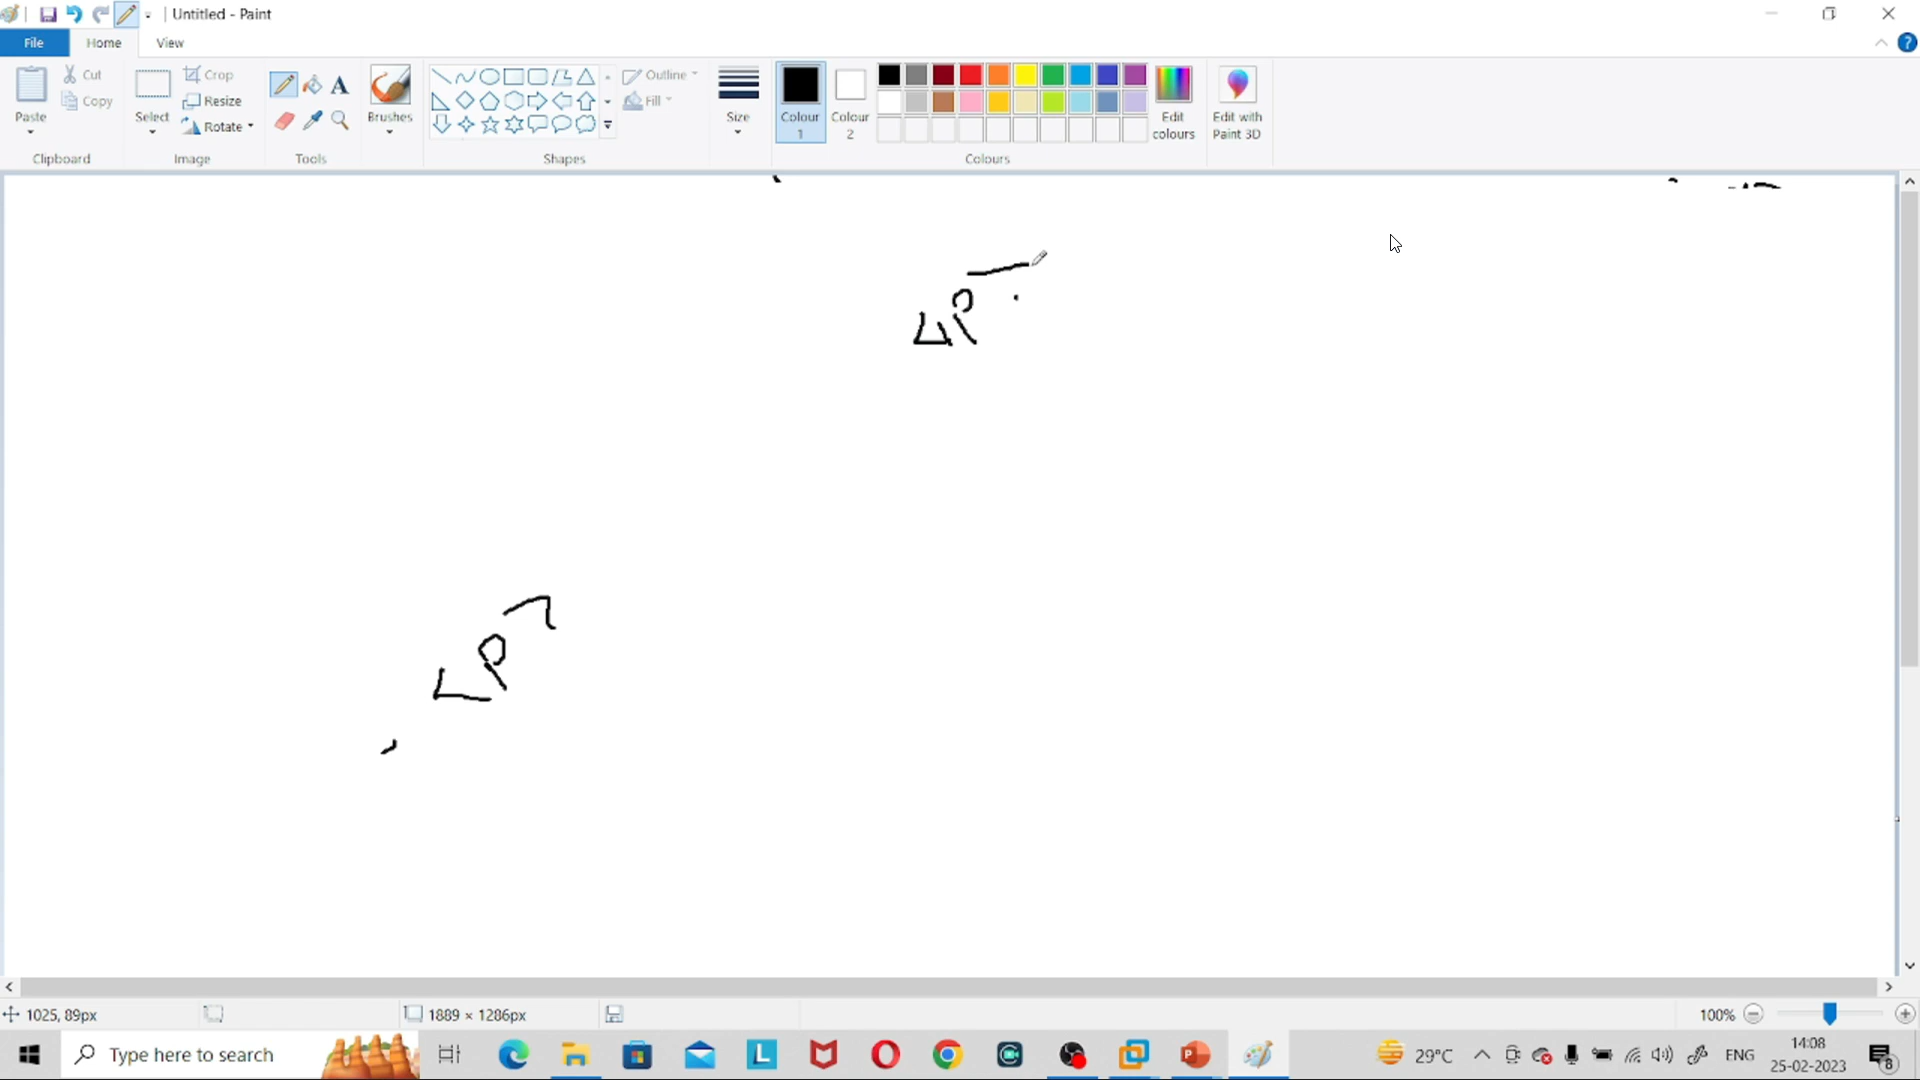 Untitled - Paint
File Home View
Paste
Cut
Copy
Clipboard
Select
Crop
Resize
Rotate
Image
Tools
Brushes
Shapes
Outline
Fill
Size
Colour 1
Colour 2
Colours
Edit colours
Edit with Paint 3D
<P>
<P
1025, 89px
1889 × 1286px
100%
Type here to search
L
P
29°C
ENG
14:08
25-02-2023
8